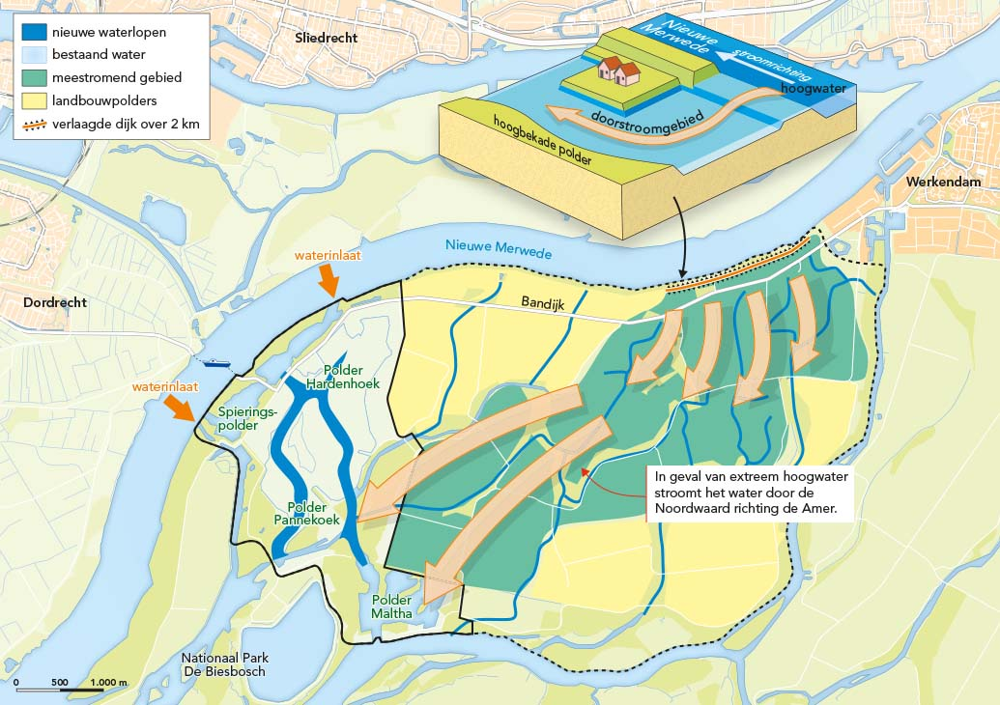 nieuwe waterlopen
bestaand water
meestromend gebied
landbouwpolders
verlaagde dijk over 2 km
Sliedrecht
Nieuwe
Merwede
stroomrichting
hoogwater
doorstroomgebied
hoogbekade polder
Werkendam
Nieuwe Merwede
waterinlaat
Dordrecht
Bandijk
Polder
Hardenhoek
waterinlaat
Spierings-
polder
In geval van extreem hoogwater
stroomt het water door de
Noordwaard richting de Amer.
Polder
Pannekoek
Polder
Maltha
Nationaal Park
De Biesbosch
0 500 1.000 m